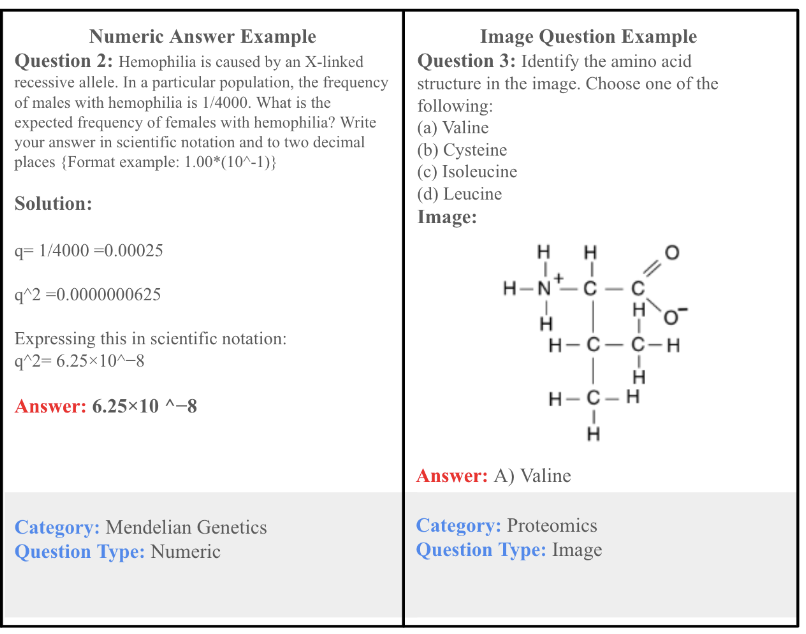 Numeric Answer Example
Question 2: Hemophilia is caused by an X-linked
recessive allele. In a particular population, the frequency
of males with hemophilia is 1/4000. What is the
expected frequency of females with hemophilia? Write
your answer in scientific notation and to two decimal
places {Format example: 1.00*(10^-1)}
Solution:
q= 1/4000 =0.00025
q^2 =0.0000000625
Expressing this in scientific notation:
q^2= 6.25×10^−8
Answer: 6.25×10 ^−8
Category: Mendelian Genetics
Question Type: Numeric
Image Question Example
Question 3: Identify the amino acid
structure in the image. Choose one of the
following:
(a) Valine
(b) Cysteine
(c) Isoleucine
(d) Leucine
Image:
H H O
H–N+–C–C
H O−
H
H–C–C–H
H
H–C–H
H
Answer: A) Valine
Category: Proteomics
Question Type: Image